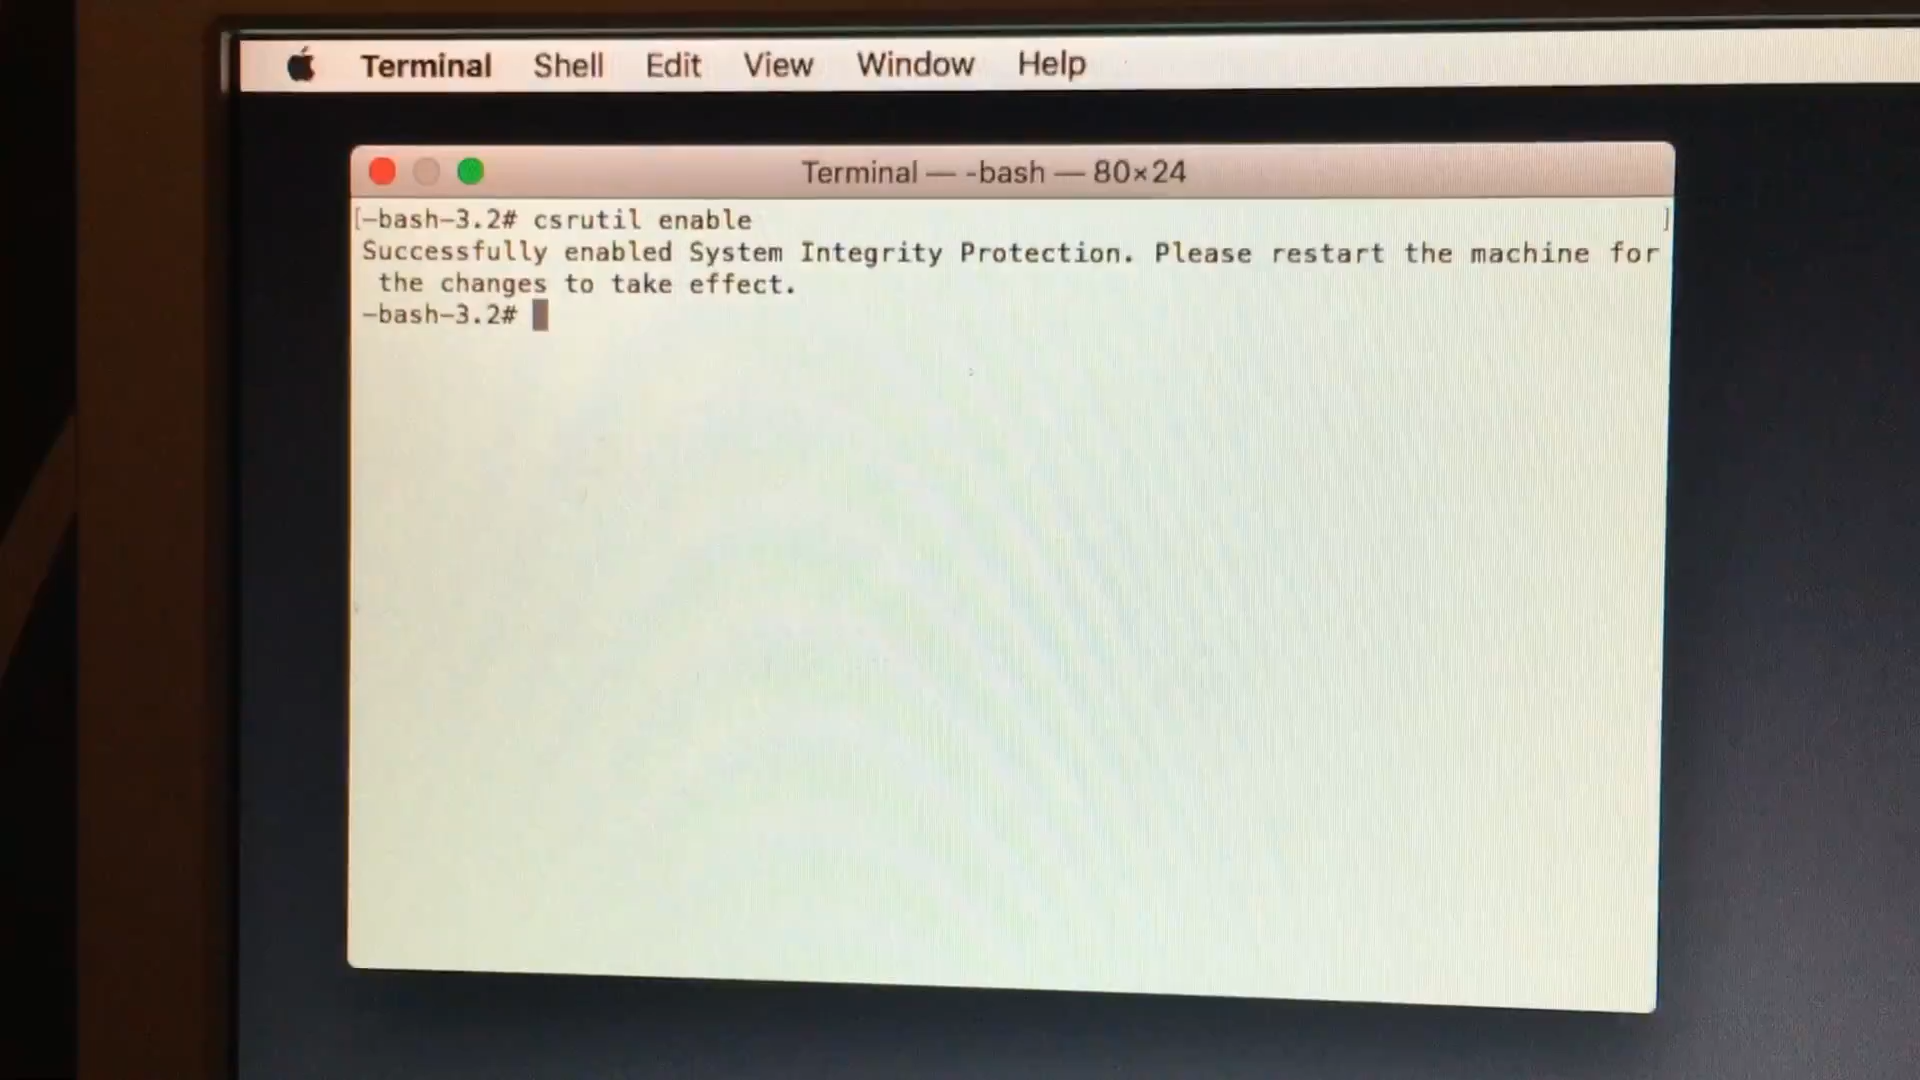 Terminal Shell Edit View Window Help
Terminal — -bash — 80×24
[-bash-3.2# csrutil enable ]
Successfully enabled System Integrity Protection. Please restart the machine for
the changes to take effect.
-bash-3.2#